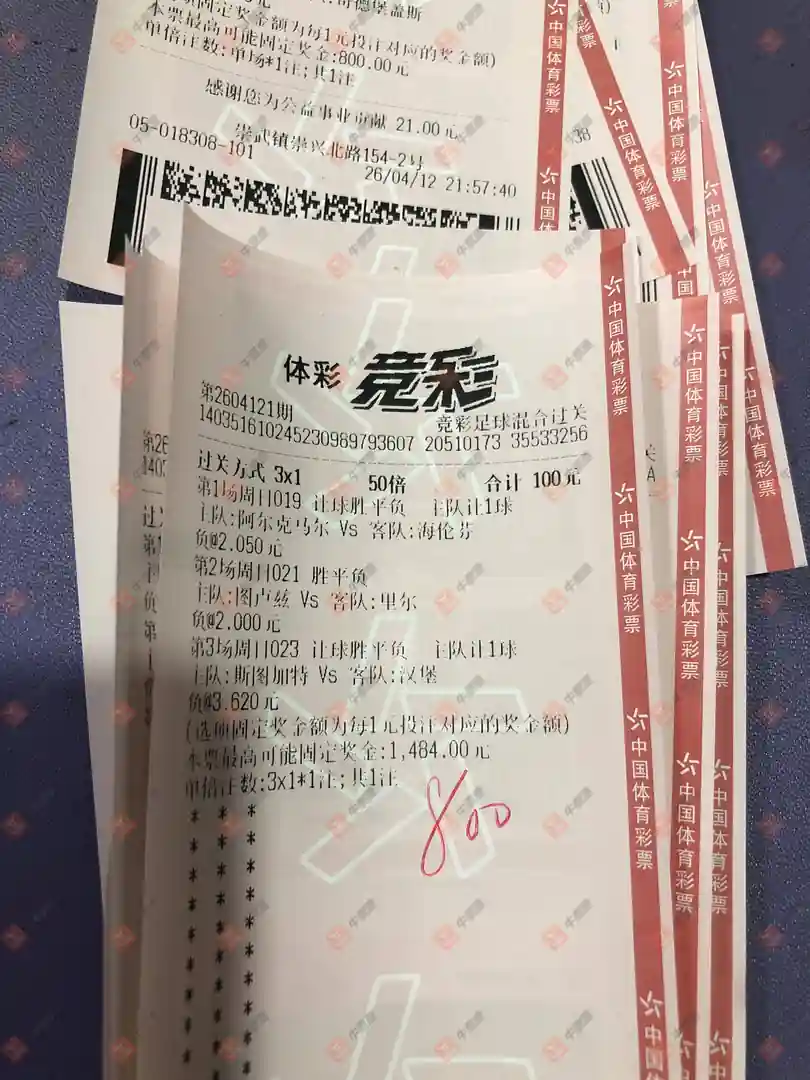 本票最高可能固定奖金:800.00元
单倍注数:单场*1注;共1注
感谢您为公益事业贡献 21.00元
崇武镇崇兴北路154-2号
05-018308-101
26/04/12 21:57:40
体彩 竞彩
第2604121期
竞彩足球混合过关
140351610245230989793607 20510173 35533256
过关方式 3x1 50倍 合计 100元
第1场周日019 让球胜平负 主队让1球
主队:阿尔克马尔 Vs 客队:海伦芬
负@2.050元
第2场周日021 胜平负
主队:图卢兹 Vs 客队:里尔
负@2.000元
第3场周日023 让球胜平负 主队让1球
主队:斯图加特 Vs 客队:汉堡
负@3.620元
(选项固定奖金额为每1元投注对应的奖金额)
本票最高可能固定奖金:1,484.00元
单倍注数:3x1*1注;共1注
800
中国体育彩票
中国体育彩票
中国体育彩票